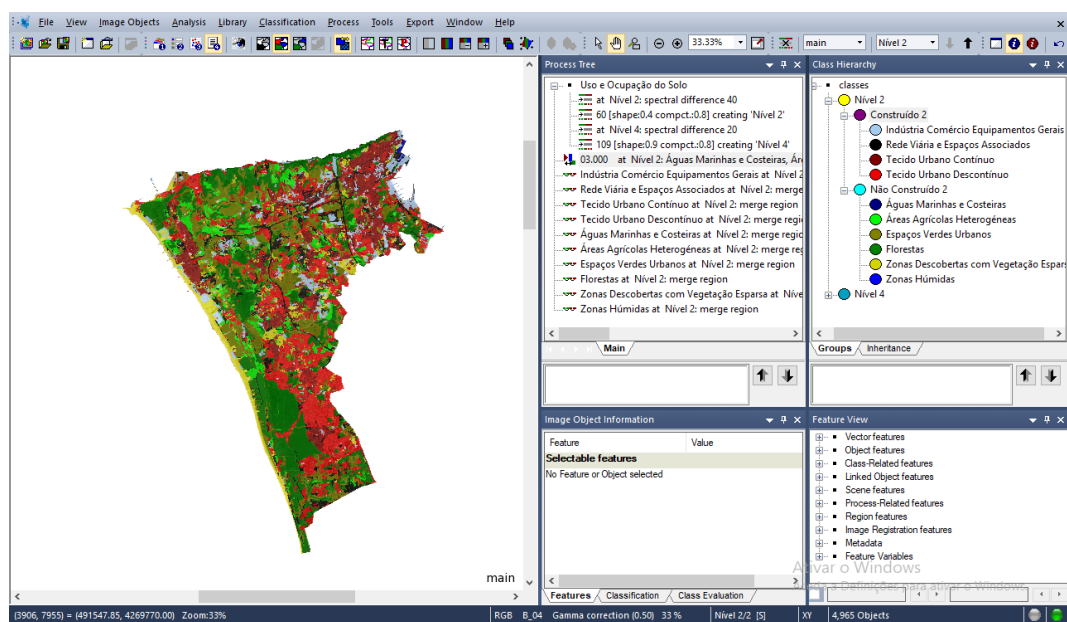 File View Image Objects Analysis Library Classification Process Tools Export Window Help
33.33% main Nível 2
Process Tree
Uso e Ocupação do Solo
at Nível 2: spectral difference 40
60 [shape:0.4 compct.:0.8] creating 'Nível 2'
at Nível 4: spectral difference 20
109 [shape:0.9 compct.:0.8] creating 'Nível 4'
03.000 at Nível 2: Águas Marinhas e Costeiras, Ár
Indústria Comércio Equipamentos Gerais at Nível 2
Rede Viária e Espaços Associados at Nível 2: merge
Tecido Urbano Contínuo at Nível 2: merge region
Tecido Urbano Descontínuo at Nível 2: merge regi
Águas Marinhas e Costeiras at Nível 2: merge regi
Áreas Agrícolas Heterogéneas at Nível 2: merge reg
Espaços Verdes Urbanos at Nível 2: merge region
Florestas at Nível 2: merge region
Zonas Descobertas com Vegetação Esparsa at Níve
Zonas Húmidas at Nível 2: merge region
Main
Class Hierarchy
classes
Nível 2
Construído 2
Indústria Comércio Equipamentos Gerais
Rede Viária e Espaços Associados
Tecido Urbano Contínuo
Tecido Urbano Descontínuo
Não Construído 2
Águas Marinhas e Costeiras
Áreas Agrícolas Heterogéneas
Espaços Verdes Urbanos
Florestas
Zonas Descobertas com Vegetação Espars
Zonas Húmidas
Nível 4
Groups Inheritance
Image Object Information
Feature Value
Selectable features
No Feature or Object selected
Features Classification Class Evaluation
Feature View
Vector features
Object features
Class-Related features
Linked Object features
Scene features
Process-Related features
Region features
Image Registration features
Metadata
Feature Variables
Ativar o Windows
a Definições para ativar o Windows.
main
(3906, 7955) = (491547.85, 4269770.00) Zoom:33% RGB B_04 Gamma correction (0.50) 33 % Nível 2/2 [S] XY 4,965 Objects